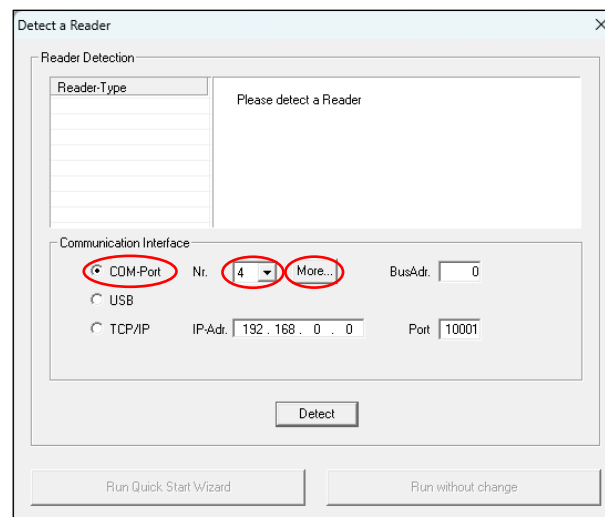 Detect a Reader
Reader Detection
Reader-Type
Please detect a Reader
Communication Interface
COM-Port Nr. 4 More... BusAdr. 0
USB
TCP/IP IP-Adr. 192 . 168 . 0 . 0 Port 10001
Detect
Run Quick Start Wizard Run without change